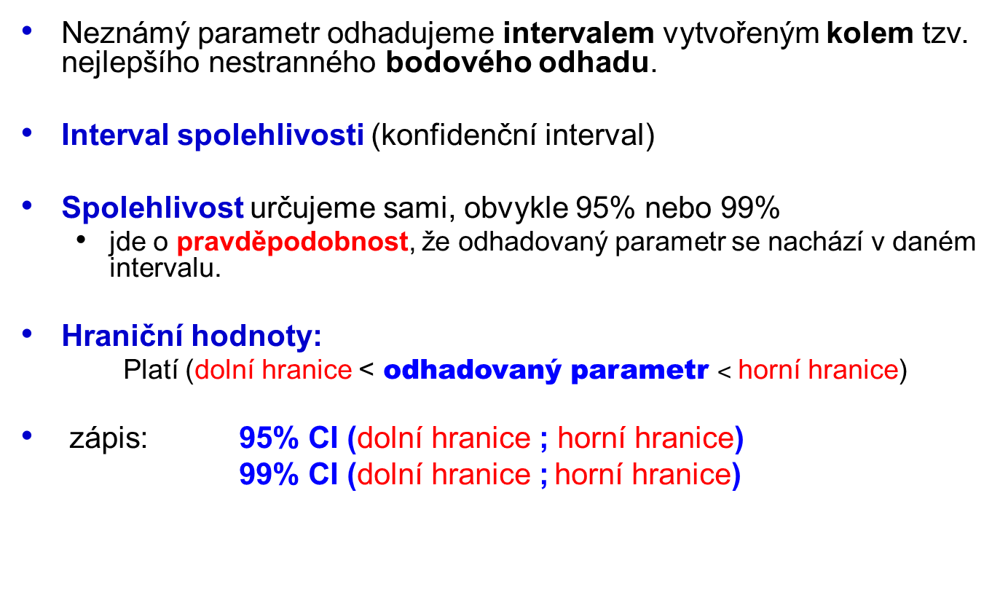 • Neznámý parametr odhadujeme intervalem vytvořeným kolem tzv.
nejlepšího nestranného bodového odhadu.
• Interval spolehlivosti (konfidenční interval)
• Spolehlivost určujeme sami, obvykle 95% nebo 99%
• jde o pravděpodobnost, že odhadovaný parametr se nachází v daném
intervalu.
• Hraniční hodnoty:
Platí (dolní hranice < odhadovaný parametr < horní hranice)
• zápis: 95% CI (dolní hranice ; horní hranice)
99% CI (dolní hranice ; horní hranice)